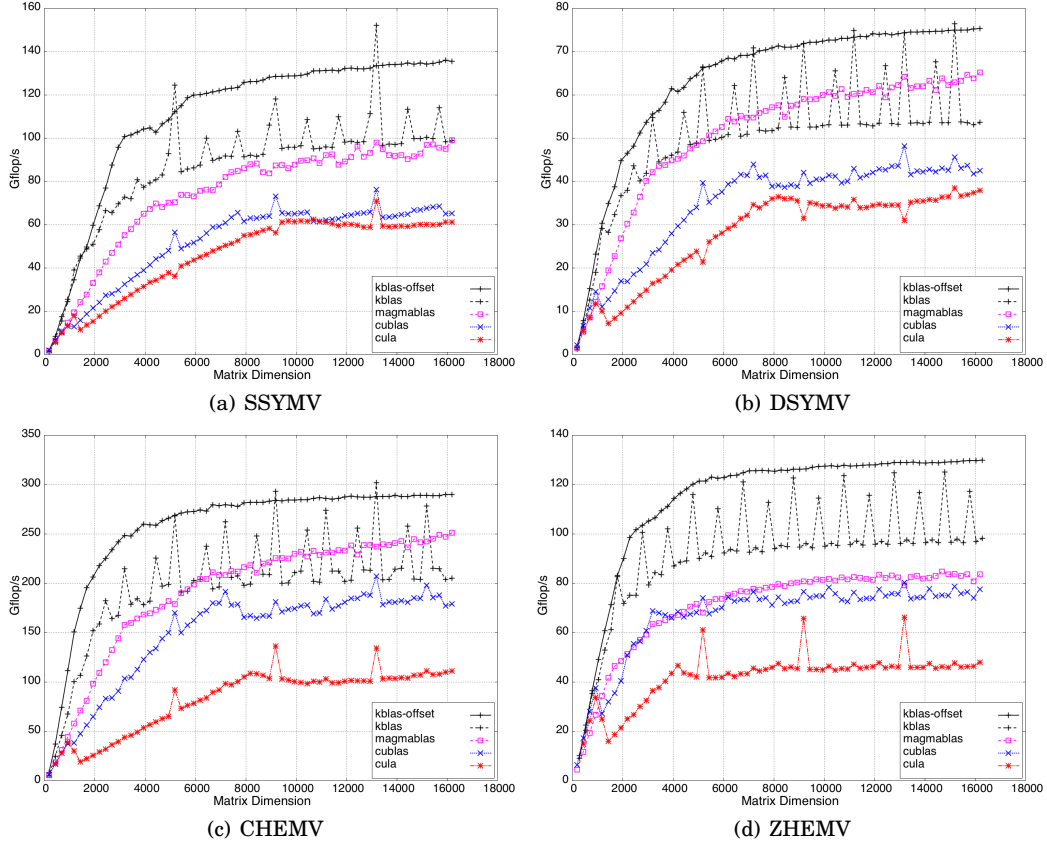 Gflop/s
160
140
120
100
80
60
40
20
0
0 2000 4000 6000 8000 10000 12000 14000 16000 18000
Matrix Dimension
kblas-offset
kblas
magmablas
cublas
cula
(a) SSYMV
Gflop/s
80
70
60
50
40
30
20
10
0
0 2000 4000 6000 8000 10000 12000 14000 16000 18000
Matrix Dimension
kblas-offset
kblas
magmablas
cublas
cula
(b) DSYMV
Gflop/s
350
300
250
200
150
100
50
0
0 2000 4000 6000 8000 10000 12000 14000 16000 18000
Matrix Dimension
kblas-offset
kblas
magmablas
cublas
cula
(c) CHEMV
Gflop/s
140
120
100
80
60
40
20
0
0 2000 4000 6000 8000 10000 12000 14000 16000 18000
Matrix Dimension
kblas-offset
kblas
magmablas
cublas
cula
(d) ZHEMV